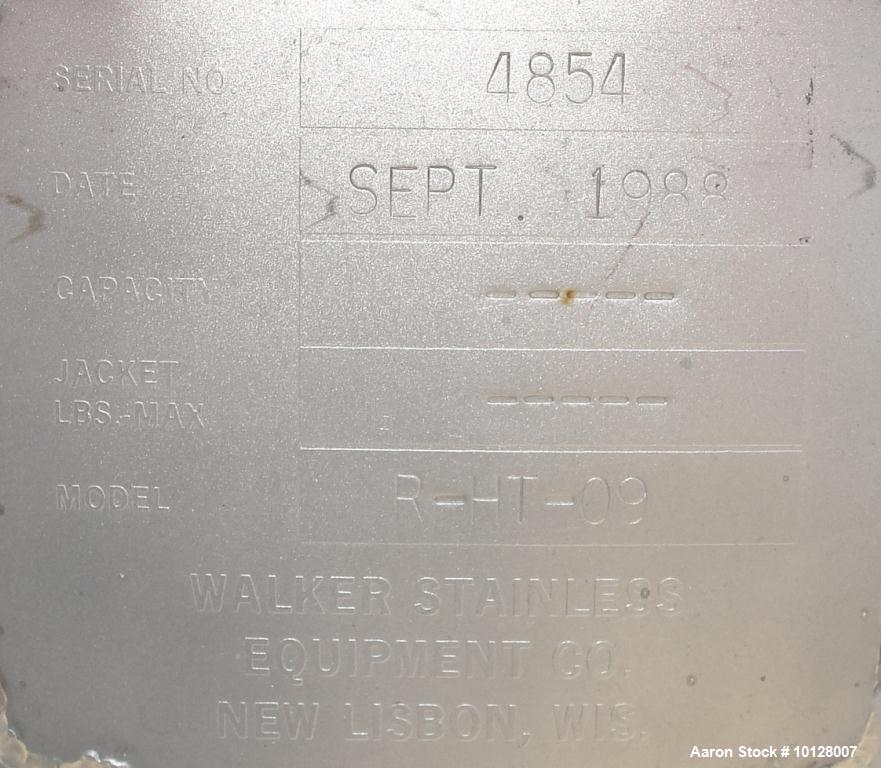 SERIAL NO. 4854
DATE SEPT. 1988
CAPACITY -----
JACKET
LBS.-MAX -----
MODEL R-HT-09
WALKER STAINLESS
EQUIPMENT CO.
NEW LISBON, WIS.
Aaron Stock # 10128007